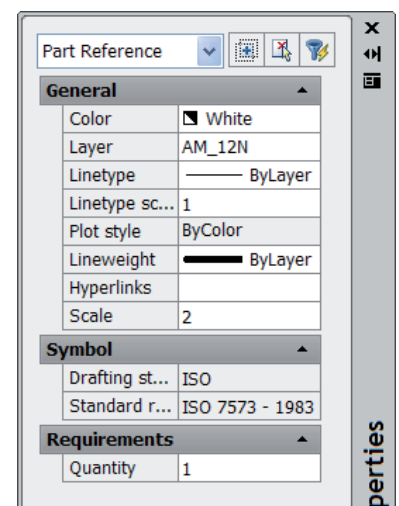 Part Reference
General
Color White
Layer AM_12N
Linetype ByLayer
Linetype sc... 1
Plot style ByColor
Lineweight ByLayer
Hyperlinks
Scale 2
Symbol
Drafting st... ISO
Standard r... ISO 7573 - 1983
Requirements
Quantity 1
perties